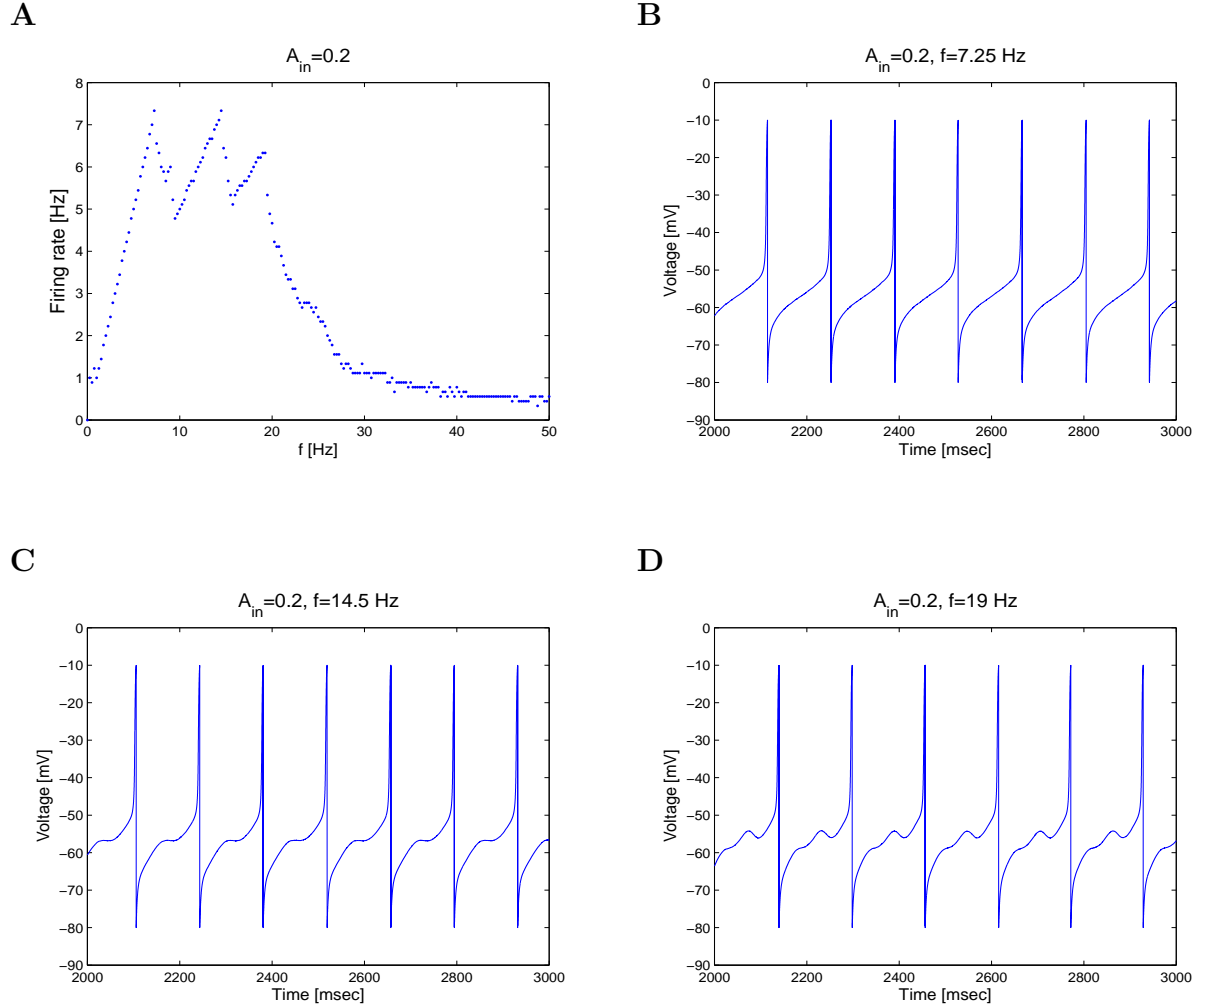 A
A_in=0.2
Firing rate [Hz]
8
7
6
5
4
3
2
1
0
0 10 20 30 40 50
f [Hz]
B
A_in=0.2, f=7.25 Hz
Voltage [mV]
0
−10
−20
−30
−40
−50
−60
−70
−80
−90
2000 2200 2400 2600 2800 3000
Time [msec]
C
A_in=0.2, f=14.5 Hz
Voltage [mV]
0
−10
−20
−30
−40
−50
−60
−70
−80
−90
2000 2200 2400 2600 2800 3000
Time [msec]
D
A_in=0.2, f=19 Hz
Voltage [mV]
0
−10
−20
−30
−40
−50
−60
−70
−80
−90
2000 2200 2400 2600 2800 3000
Time [msec]